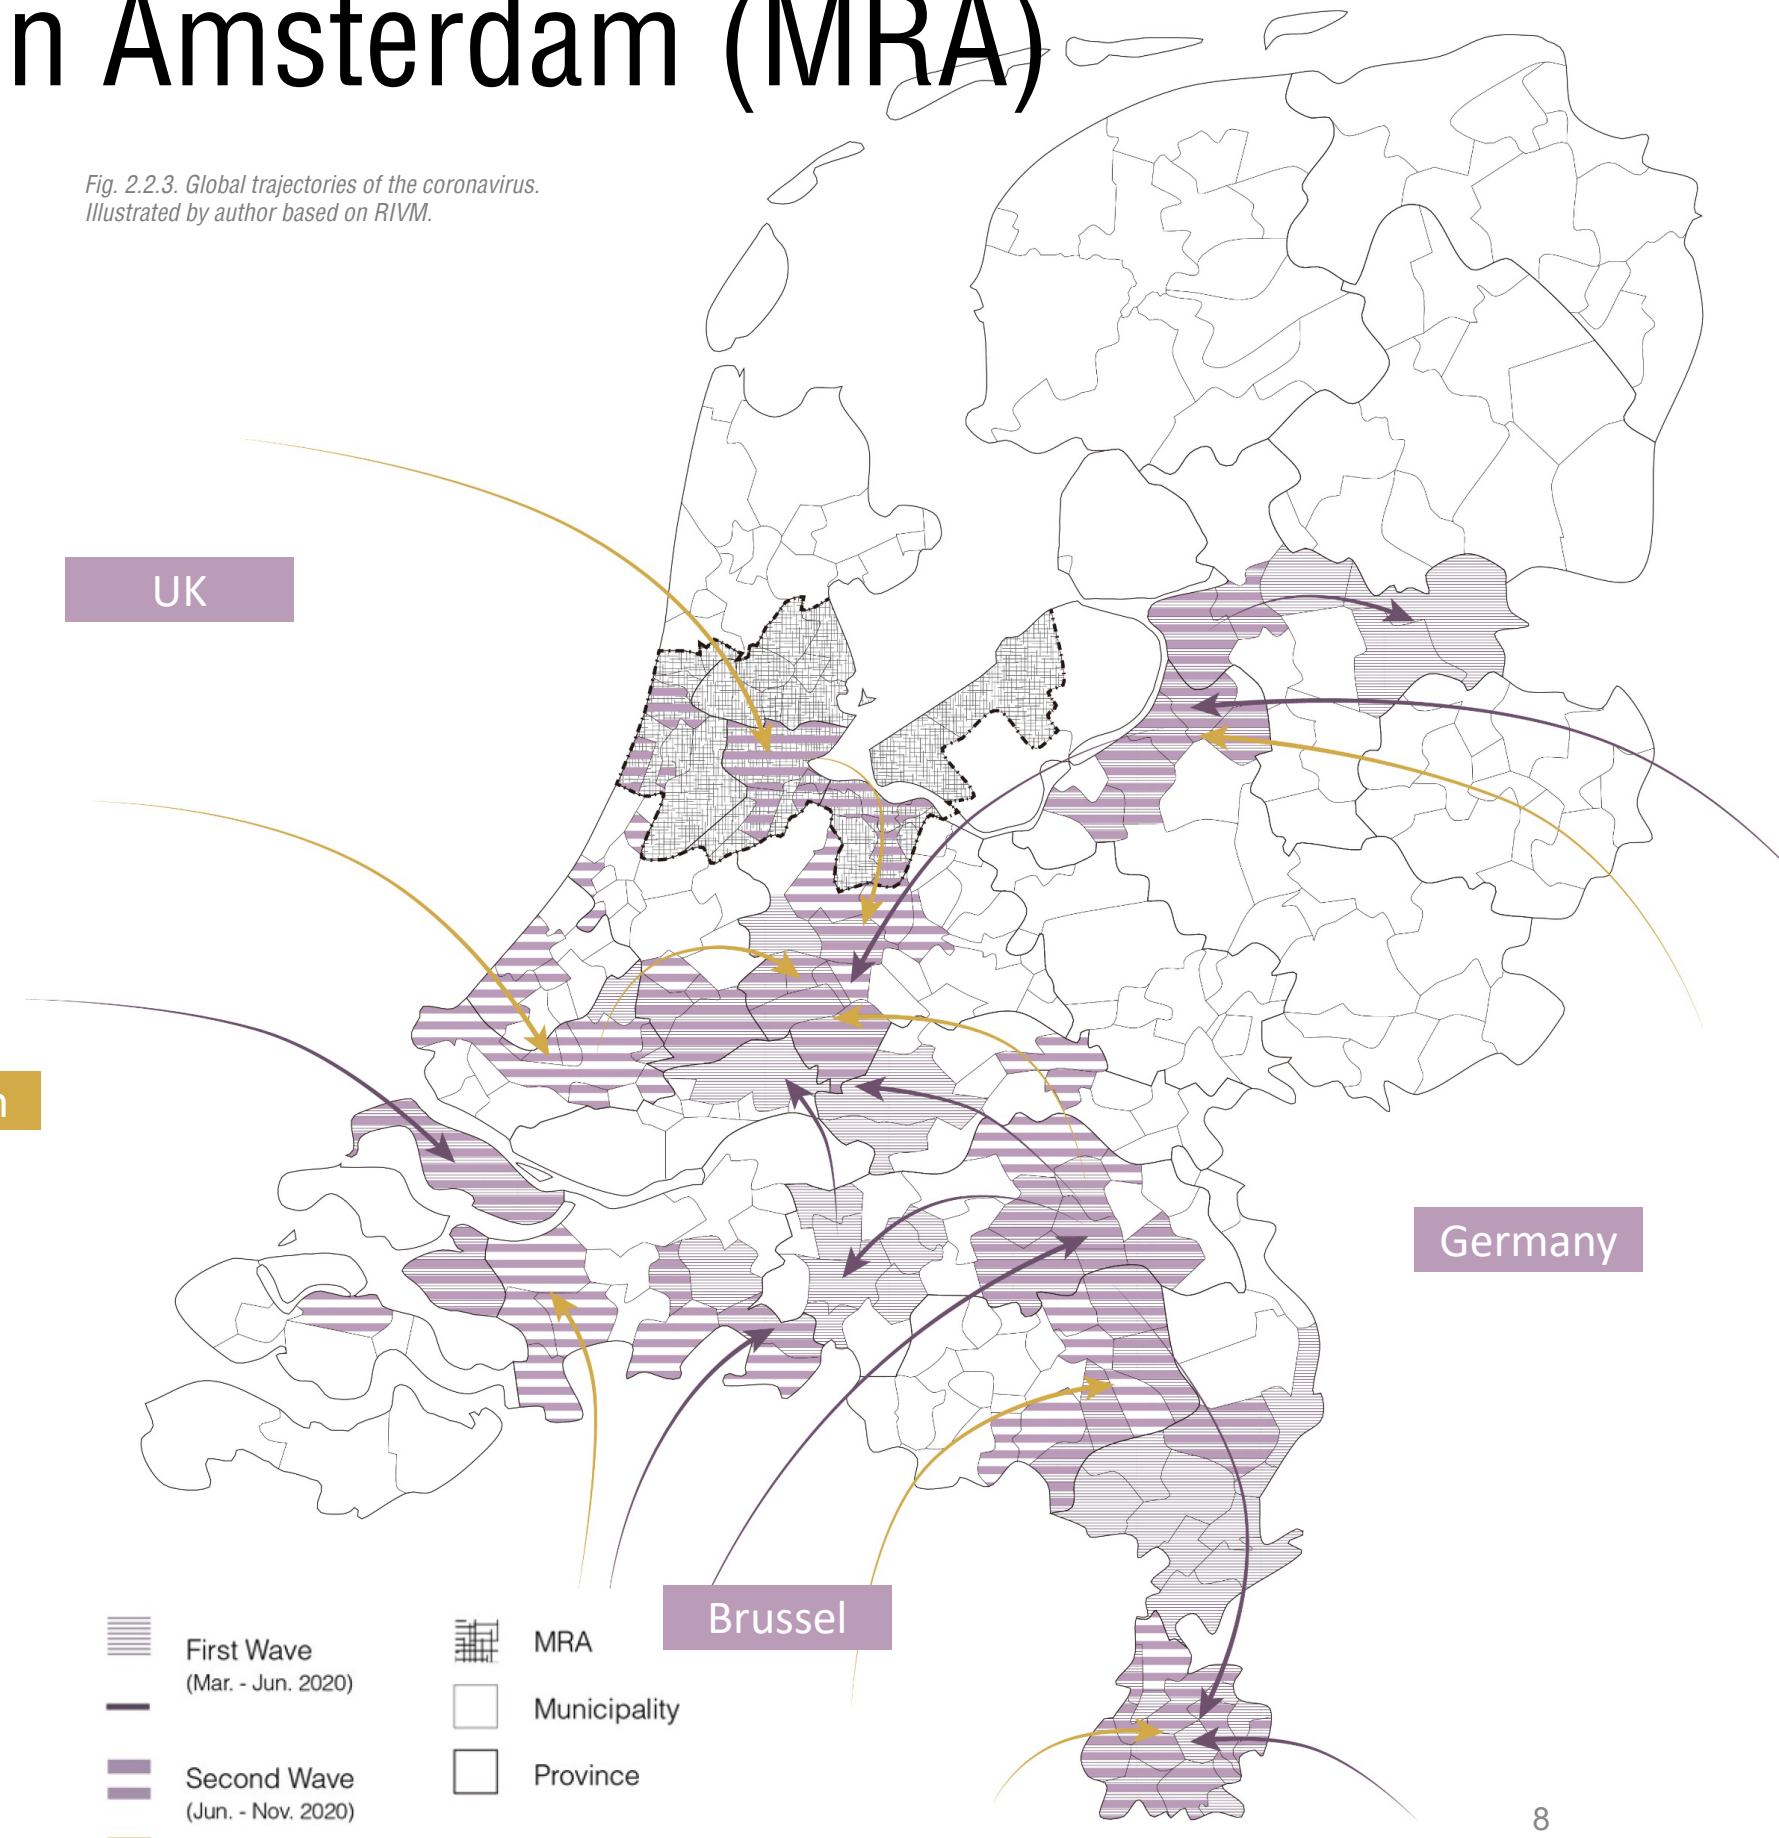 n Amsterdam (MRA)
Fig. 2.2.3. Global trajectories of the coronavirus.
Illustrated by author based on RIVM.
UK
n
Germany
Brussel
First Wave
(Mar. - Jun. 2020)
Second Wave
(Jun. - Nov. 2020)
MRA
Municipality
Province
8